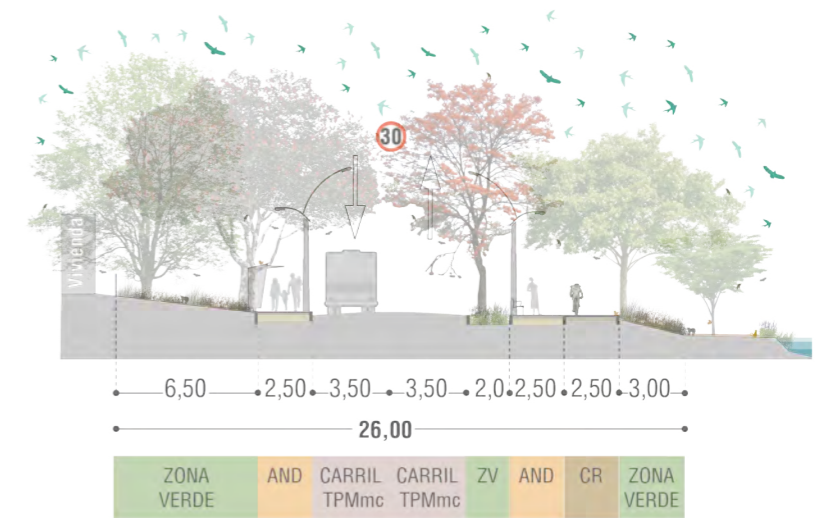 30
Vivienda
6,50 2,50 3,50 3,50 2,0 2,50 2,50 3,00
26,00
ZONA VERDE
AND
CARRIL TPMmc
CARRIL TPMmc
ZV
AND
CR
ZONA VERDE